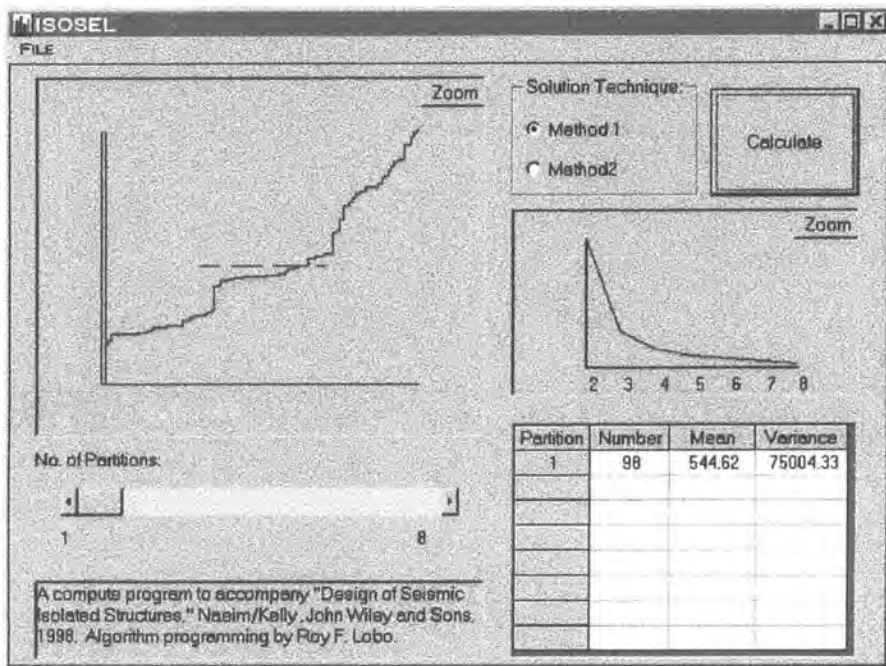 ISOSEL
FILE
Zoom
No. of Partitions:
1 8
A compute program to accompany "Design of Seismic
Isolated Structures," Naeim/Kelly, John Wiley and Sons,
1998. Algorithm programming by Roy F. Lobo.
Solution Technique:
Method 1
Method2
Calculate
Zoom
2 3 4 5 6 7 8
Partition Number Mean Variance
1 98 544.62 75004.33